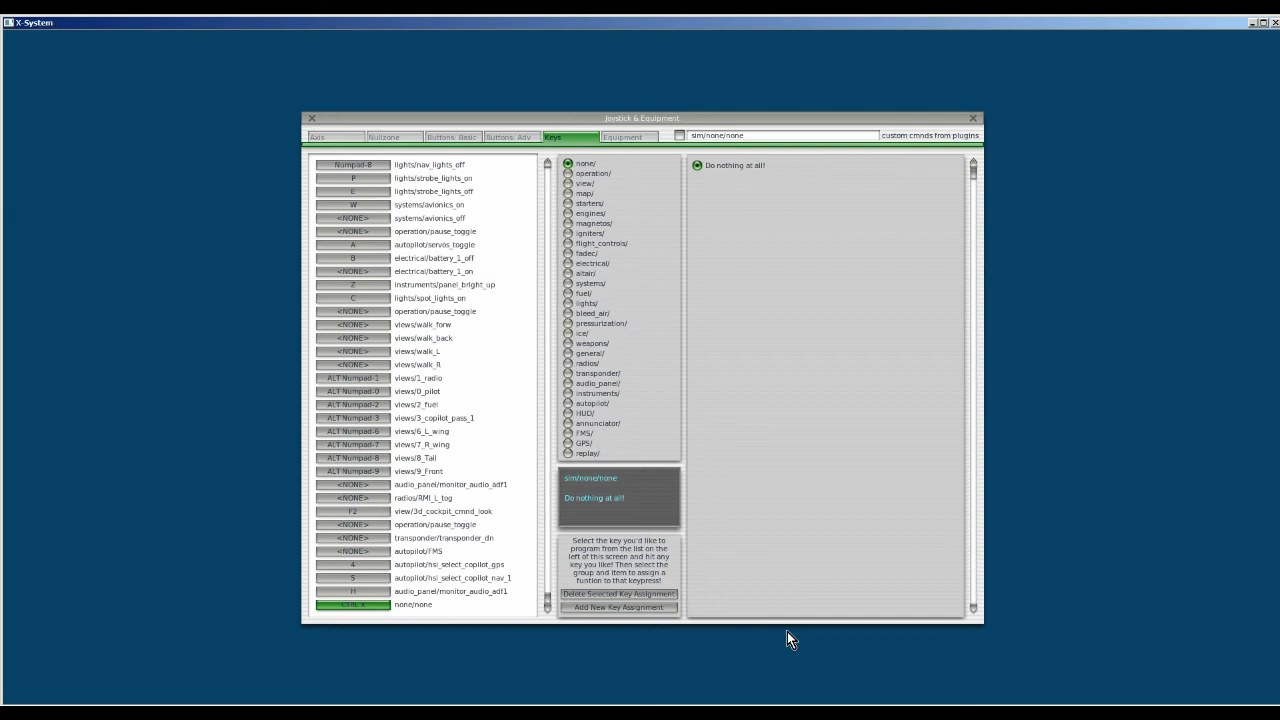 X-System
Joystick & Equipment
Axis Nullzone Buttons: Basic Buttons: Adv Keys Equipment sim/none/none custom cmnds from plugins
Numpad-8 lights/nav_lights_off
P lights/strobe_lights_on
E lights/strobe_lights_off
W systems/avionics_on
<NONE> systems/avionics_off
<NONE> operation/pause_toggle
A autopilot/servos_toggle
B electrical/battery_1_off
<NONE> electrical/battery_1_on
Z instruments/panel_bright_up
C lights/spot_lights_on
<NONE> operation/pause_toggle
<NONE> views/walk_forw
<NONE> views/walk_back
<NONE> views/walk_L
<NONE> views/walk_R
ALT Numpad-1 views/1_radio
ALT Numpad-0 views/0_pilot
ALT Numpad-2 views/2_fuel
ALT Numpad-3 views/3_copilot_pass_1
ALT Numpad-6 views/6_L_wing
ALT Numpad-7 views/7_R_wing
ALT Numpad-8 views/8_Tail
ALT Numpad-9 views/9_Front
<NONE> audio_panel/monitor_audio_adf1
<NONE> radios/RMI_L_tog
F2 view/3d_cockpit_cmnd_look
<NONE> operation/pause_toggle
<NONE> transponder/transponder_dn
<NONE> autopilot/FMS
4 autopilot/hsi_select_copilot_gps
5 autopilot/hsi_select_copilot_nav_1
H audio_panel/monitor_audio_adf1
CTRL X none/none
none/
operation/
view/
map/
starters/
engines/
magnetos/
igniters/
flight_controls/
fadec/
electrical/
altair/
systems/
fuel/
lights/
bleed_air/
pressurization/
ice/
weapons/
general/
radios/
transponder/
audio_panel/
instruments/
autopilot/
HUD/
annunciator/
FMS/
GPS/
replay/
sim/none/none
Do nothing at all!
Select the key you'd like to
program from the list on the
left of this screen and hit any
key you like! Then select the
group and item to assign a
funtion to that keypress!
Delete Selected Key Assignment
Add New Key Assignment
Do nothing at all!